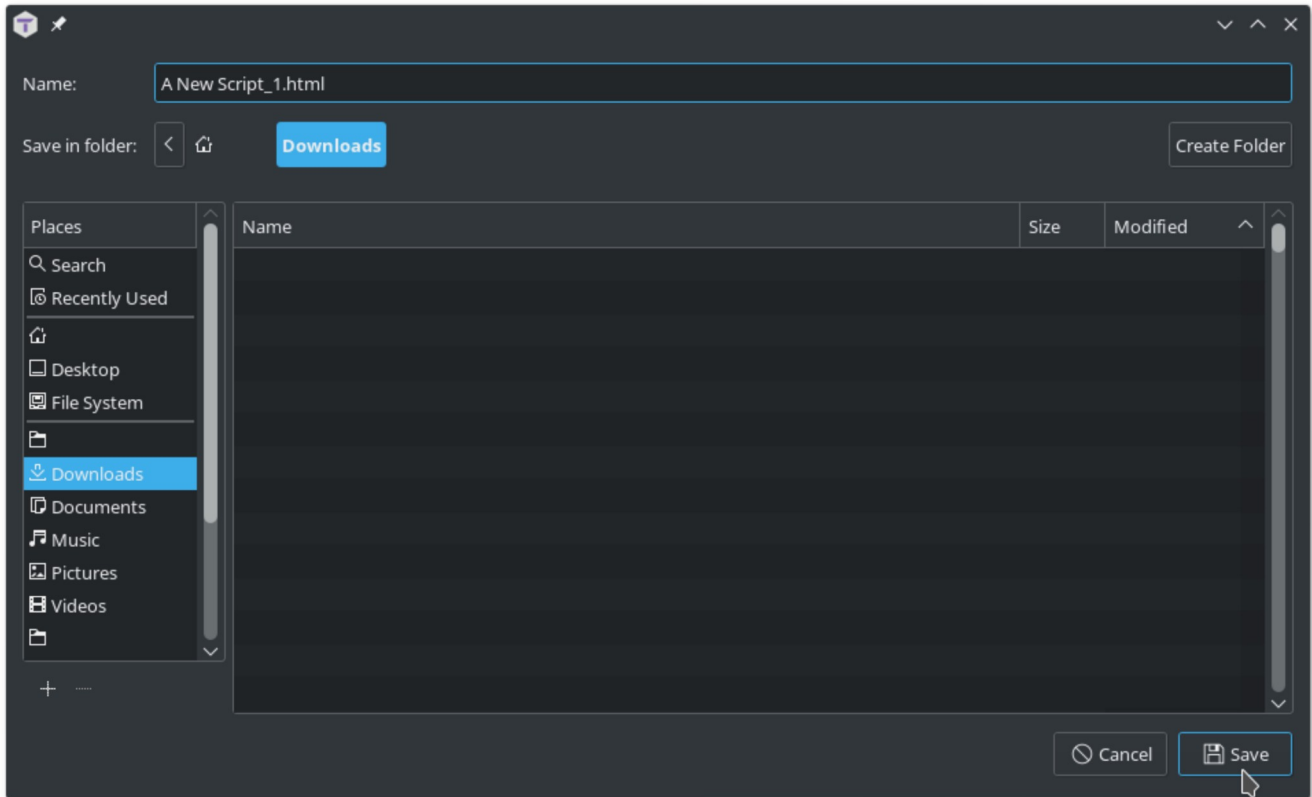 Name: A New Script_1.html
Save in folder: Downloads Create Folder
Places
Search
Recently Used
Desktop
File System
Downloads
Documents
Music
Pictures
Videos
Name Size Modified
Cancel Save